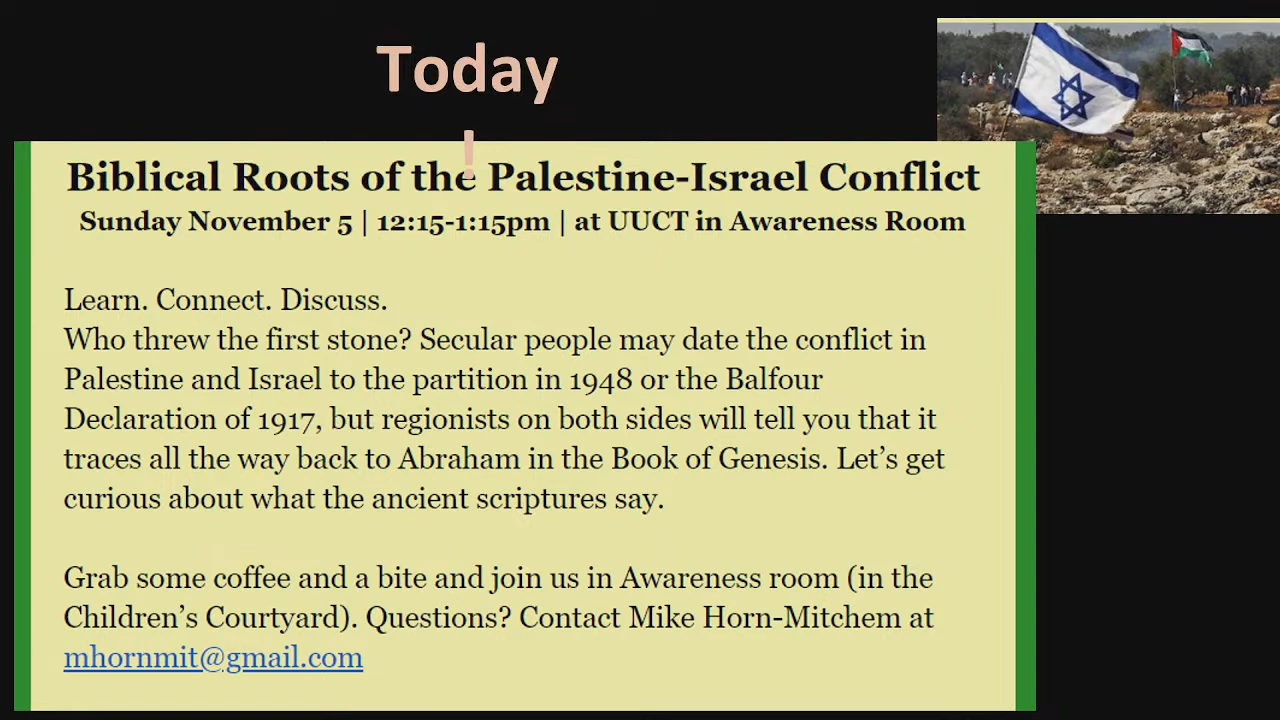 Today
!
Biblical Roots of the Palestine-Israel Conflict
Sunday November 5 | 12:15-1:15pm | at UUCT in Awareness Room
Learn. Connect. Discuss.
Who threw the first stone? Secular people may date the conflict in
Palestine and Israel to the partition in 1948 or the Balfour
Declaration of 1917, but regionists on both sides will tell you that it
traces all the way back to Abraham in the Book of Genesis. Let’s get
curious about what the ancient scriptures say.
Grab some coffee and a bite and join us in Awareness room (in the
Children’s Courtyard). Questions? Contact Mike Horn-Mitchem at
mhornmit@gmail.com